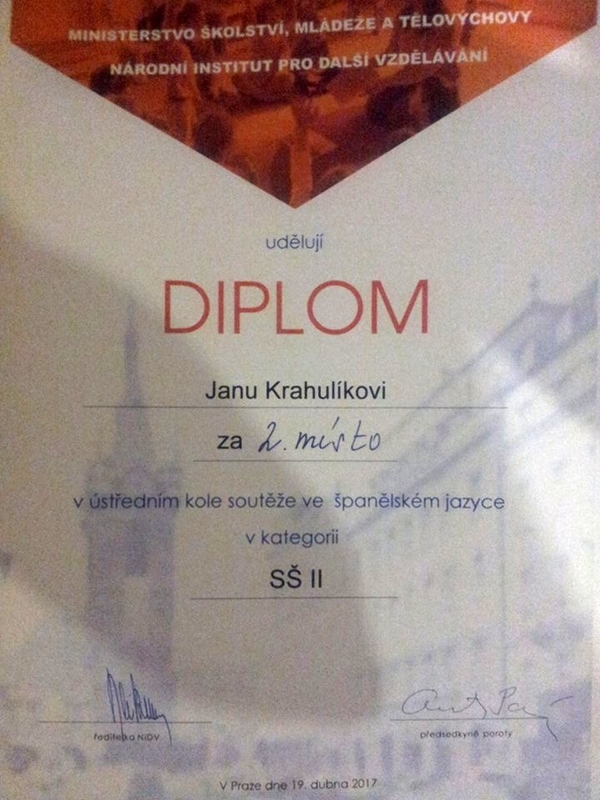 MINISTERSTVO ŠKOLSTVÍ, MLÁDEŽE A TĚLOVÝCHOVY
NÁRODNÍ INSTITUT PRO DALŠÍ VZDĚLÁVÁNÍ
udělují
DIPLOM
Janu Krahulíkovi
za 2. místo
v ústředním kole soutěže ve španělském jazyce
v kategorii
SŠ II
ředitelka NIDV
předsedkyně poroty
V Praze dne 19. dubna 2017